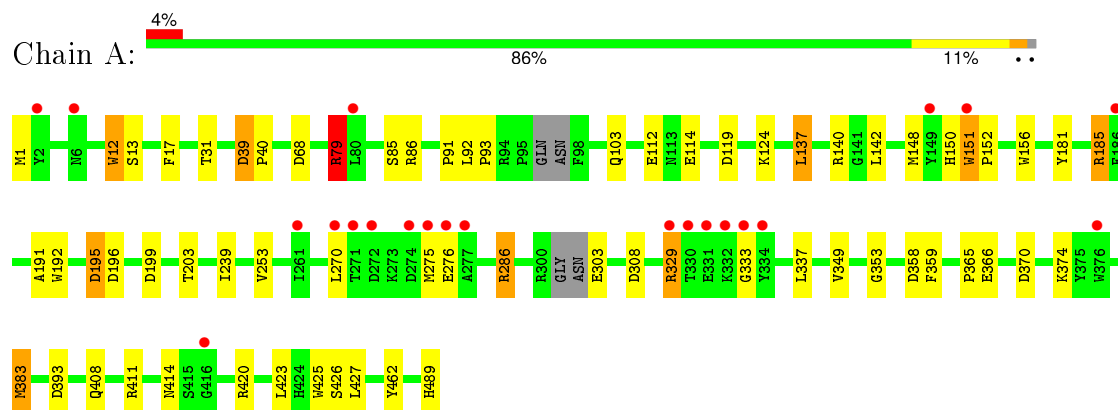 4%
Chain A:
86%
11%
M1 Y2 N6 W12 S13 F17 T31 D39 P40 D68 R79 L80 S85 R86 P91 L92 P93 R94 P95 GLN ASN F98 Q103 E112 N113 E114 D119 K124 L137 R140 G141 L142 M148 Y149 H150 W151 P152 W156 Y181 R185 E186
A191 W192 D195 D196 D199 T203 I239 V253 I261 L270 T271 D272 K273 D274 M275 E276 A277 R286 R300 GLY ASN E303 D308 R329 T330 E331 K332 G333 Y334 L337 V349 G353 D358 F359 P365 E366 D370 K374 Y375 W376
M383 D393 Q408 R411 N414 S415 G416 R420 L423 H424 W425 S426 L427 Y462 H489